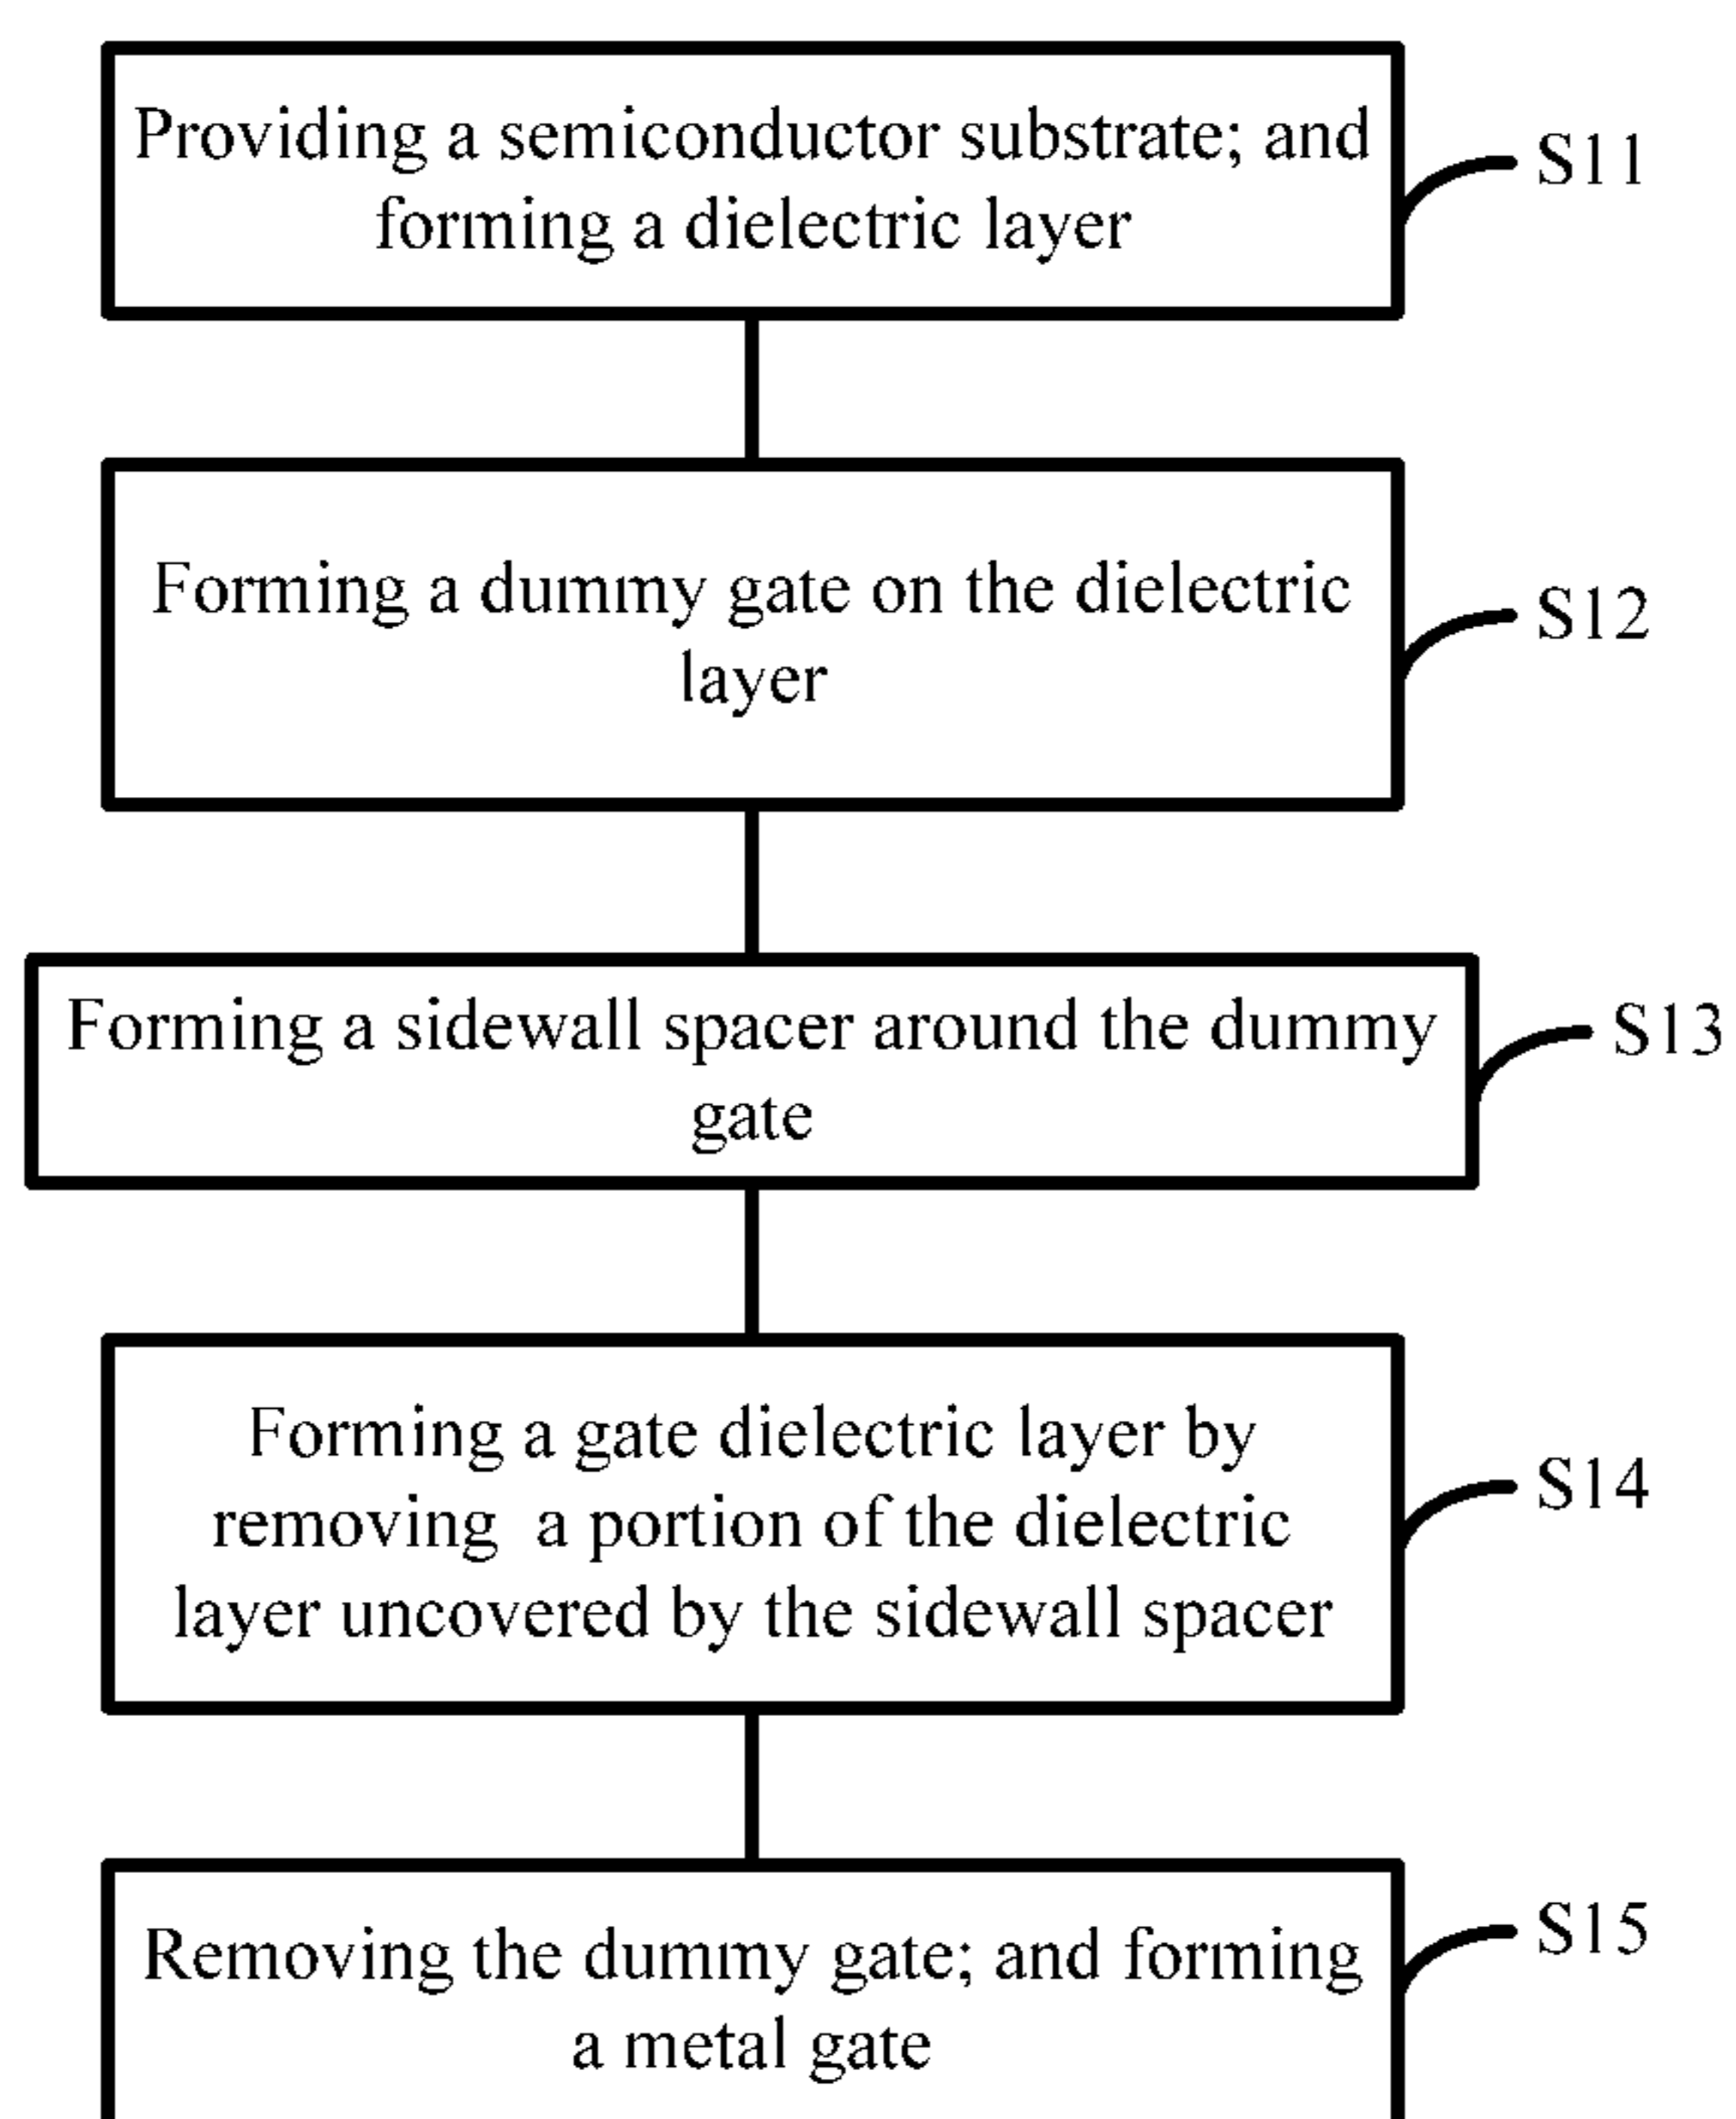 Providing a semiconductor substrate; and
forming a dielectric layer
S11
Forming a dummy gate on the dielectric
layer
S12
Forming a sidewall spacer around the dummy
gate
S13
Forming a gate dielectric layer by
removing a portion of the dielectric
layer uncovered by the sidewall spacer
S14
Removing the dummy gate; and forming
a metal gate
S15